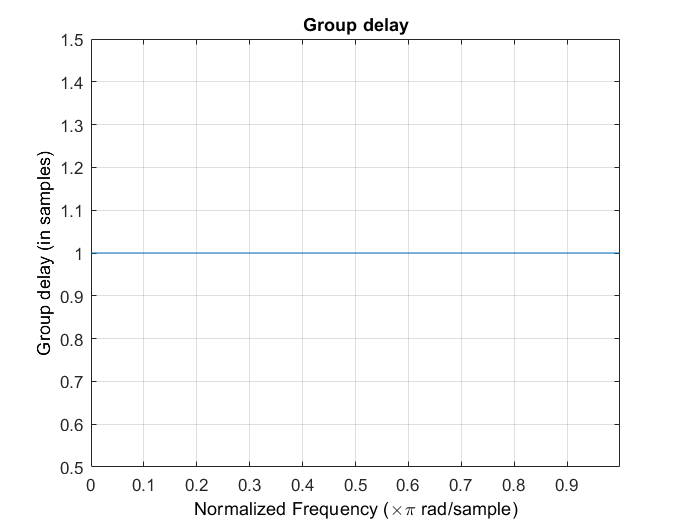 Group delay
1.5
1.4
1.3
1.2
1.1
1
0.9
0.8
0.7
0.6
0.5
Group delay (in samples)
0 0.1 0.2 0.3 0.4 0.5 0.6 0.7 0.8 0.9
Normalized Frequency (×π rad/sample)